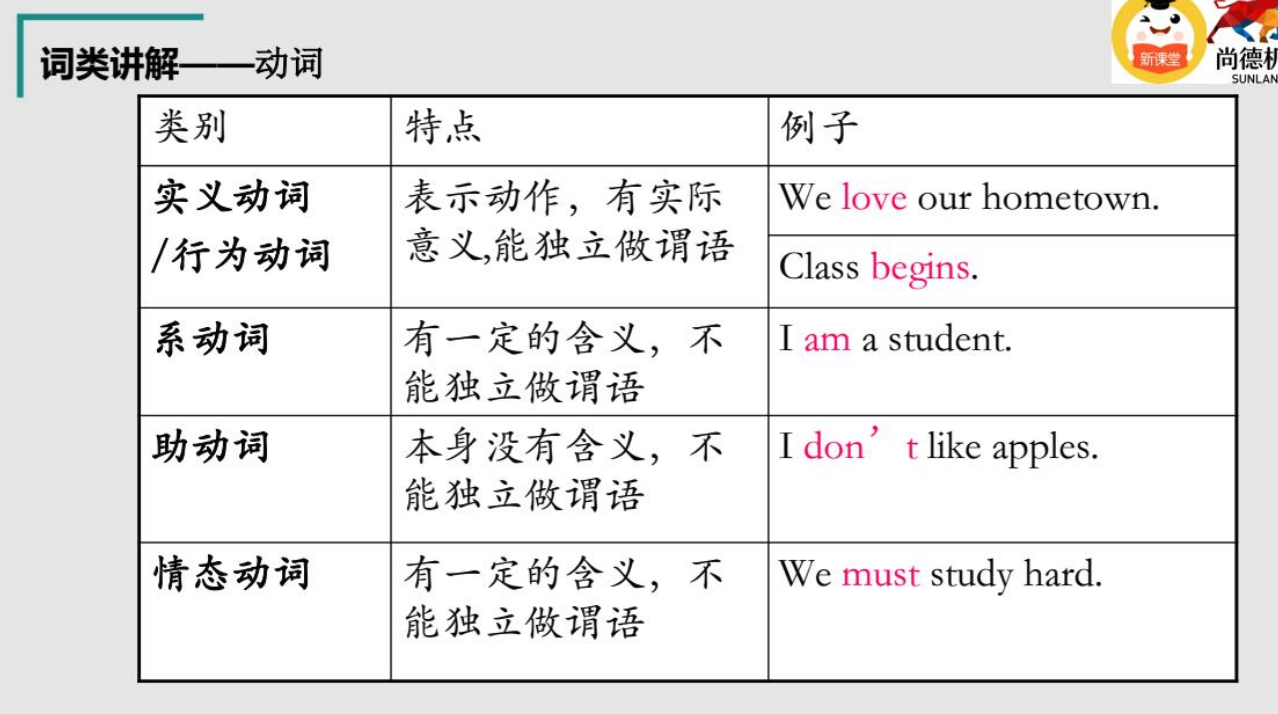 词类讲解——动词
新课堂
尚德机
SUNLAN
类别 特点 例子
实义动词
/行为动词
表示动作，有实际
意义,能独立做谓语
We love our hometown.
Class begins.
系动词
有一定的含义，不
能独立做谓语
I am a student.
助动词
本身没有含义，不
能独立做谓语
I don’t like apples.
情态动词
有一定的含义，不
能独立做谓语
We must study hard.